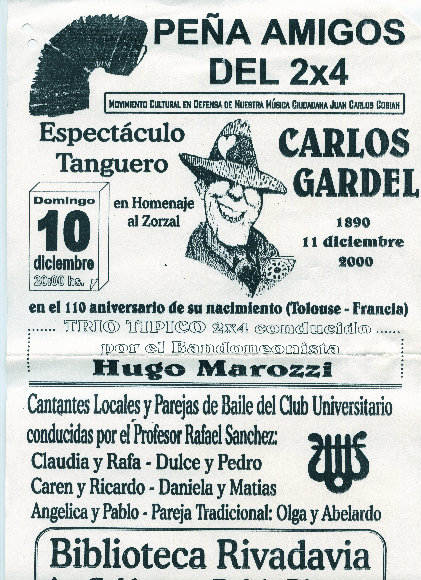 PEÑA AMIGOS
DEL 2x4
MOVIMIENTO CULTURAL EN DEFENSA DE NUESTRA MÚSICA CIUDADANA JUAN CARLOS COBIAN
Espectáculo
Tanguero
CARLOS
GARDEL
en Homenaje
al Zorzal
Domingo
10
diciembre
20:00 hs.
1890
11 diciembre
2000
en el 110 aniversario de su nacimiento (Tolouse - Francia)
...... TRIO TIPICO 2x4 conducido ......
por el Bandoneonista
Hugo Marozzi
Cantantes Locales y Parejas de Baile del Club Universitario
conducidas por el Profesor Rafael Sanchez:
Claudia y Rafa - Dulce y Pedro
Caren y Ricardo - Daniela y Matias
Angelica y Pablo - Pareja Tradicional: Olga y Abelardo
Biblioteca Rivadavia